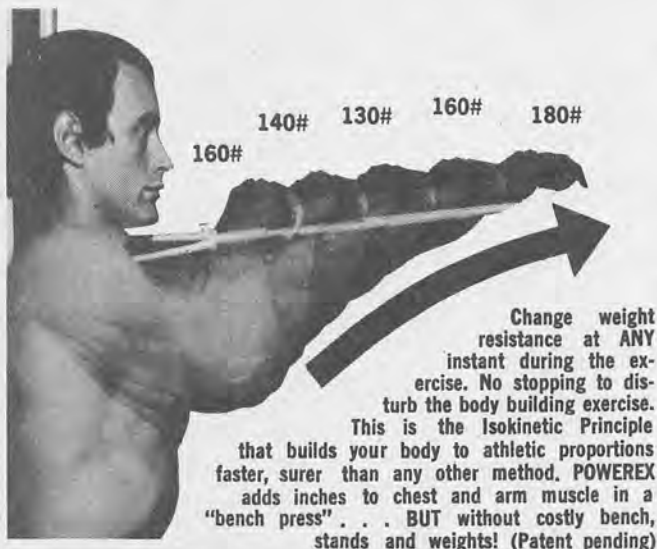 160# 140# 130# 160# 180#
Change weight
resistance at ANY
instant during the ex-
ercise. No stopping to dis-
turb the body building exercise.
This is the Isokinetic Principle
that builds your body to athletic proportions
faster, surer than any other method. POWEREX
adds inches to chest and arm muscle in a
"bench press" . . . BUT without costly bench,
stands and weights! (Patent pending)